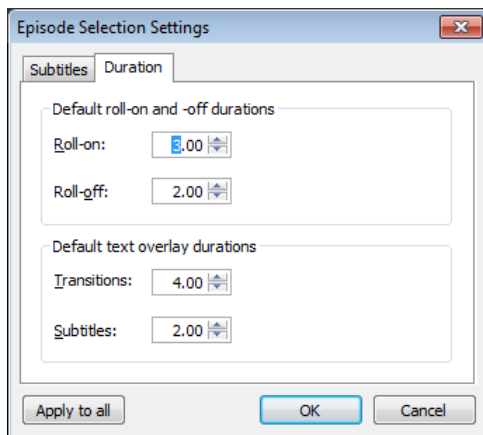 Episode Selection Settings
Subtitles Duration
Default roll-on and -off durations
Roll-on: 3.00
Roll-off: 2.00
Default text overlay durations
Transitions: 4.00
Subtitles: 2.00
Apply to all OK Cancel